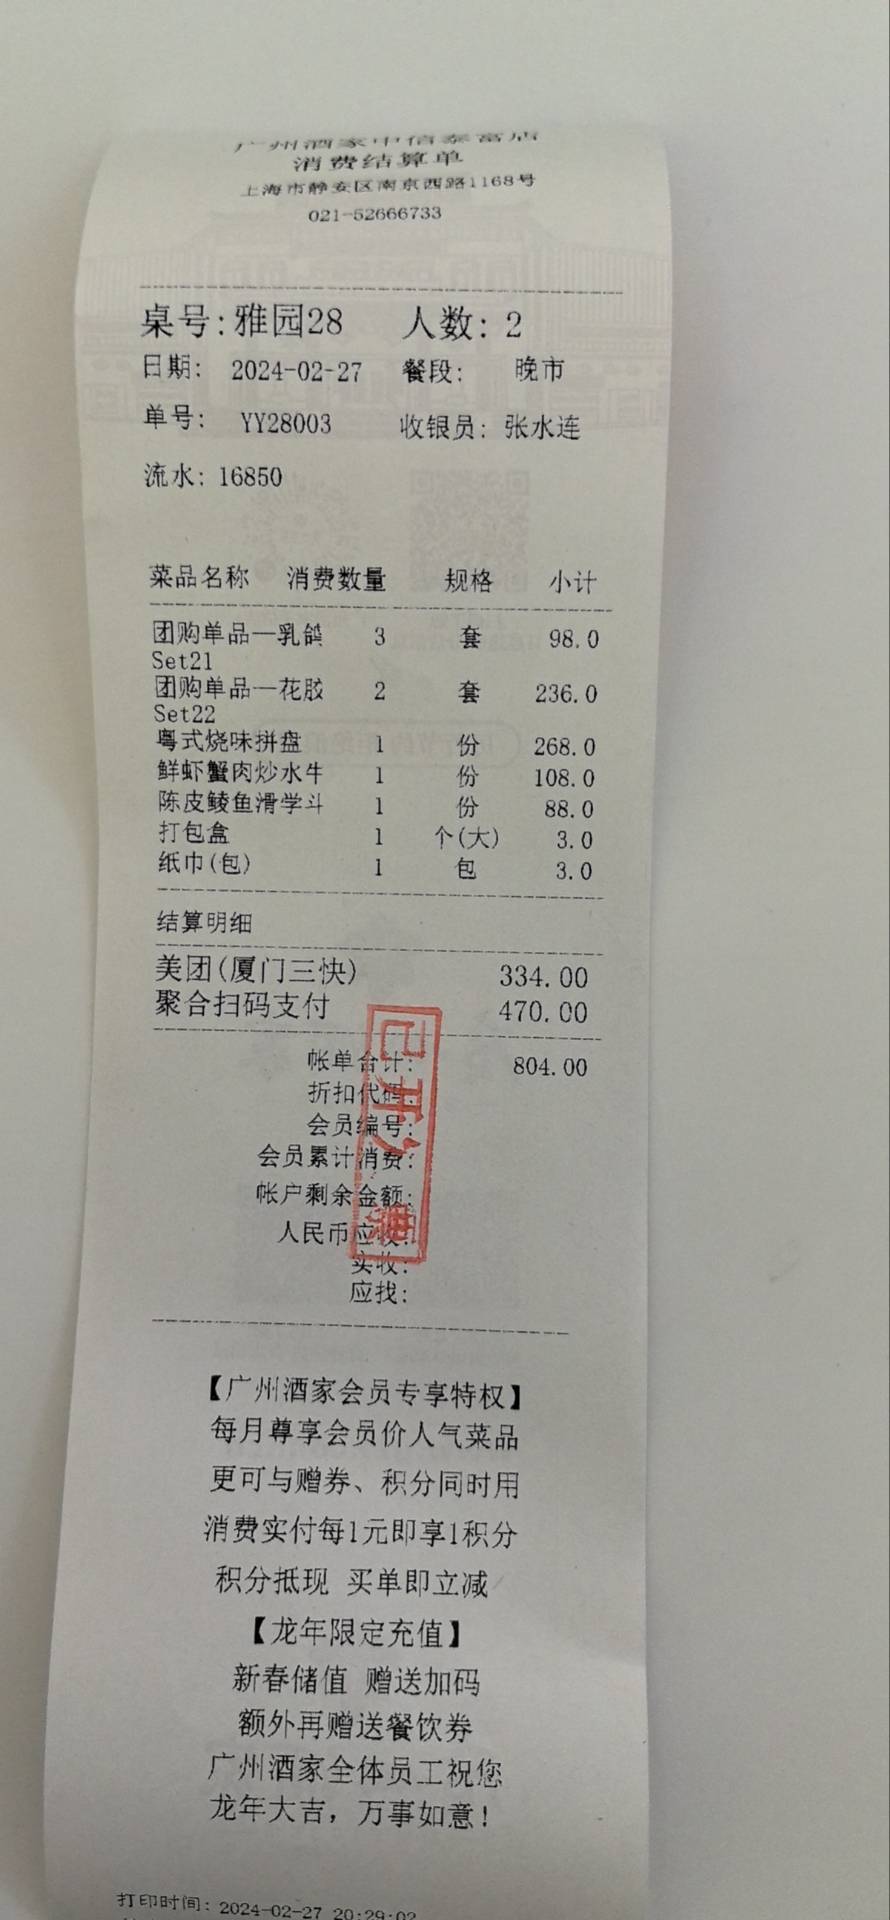 广州酒家中信泰富店
消费结算单
上海市静安区南京西路1168号
021-52666733
桌号:雅园28 人数: 2
日期: 2024-02-27 餐段: 晚市
单号: YY28003 收银员: 张水连
流水: 16850
菜品名称 消费数量 规格 小计
团购单品—乳鸽 3 套 98.0
Set21
团购单品—花胶 2 套 236.0
Set22
粤式烧味拼盘 1 份 268.0
鲜虾蟹肉炒水牛 1 份 108.0
陈皮鲮鱼滑学斗 1 份 88.0
打包盒 1 个(大) 3.0
纸巾(包) 1 包 3.0
结算明细
美团(厦门三快) 334.00
聚合扫码支付 470.00
帐单合计: 804.00
折扣代码:
会员编号:
会员累计消费:
帐户剩余金额:
人民币应收:
实收:
应找:
已开发票
【广州酒家会员专享特权】
每月尊享会员价人气菜品
更可与赠券、积分同时用
消费实付每1元即享1积分
积分抵现 买单即立减
【龙年限定充值】
新春储值 赠送加码
额外再赠送餐饮券
广州酒家全体员工祝您
龙年大吉，万事如意!
打印时间: 2024-02-27 20:29:02